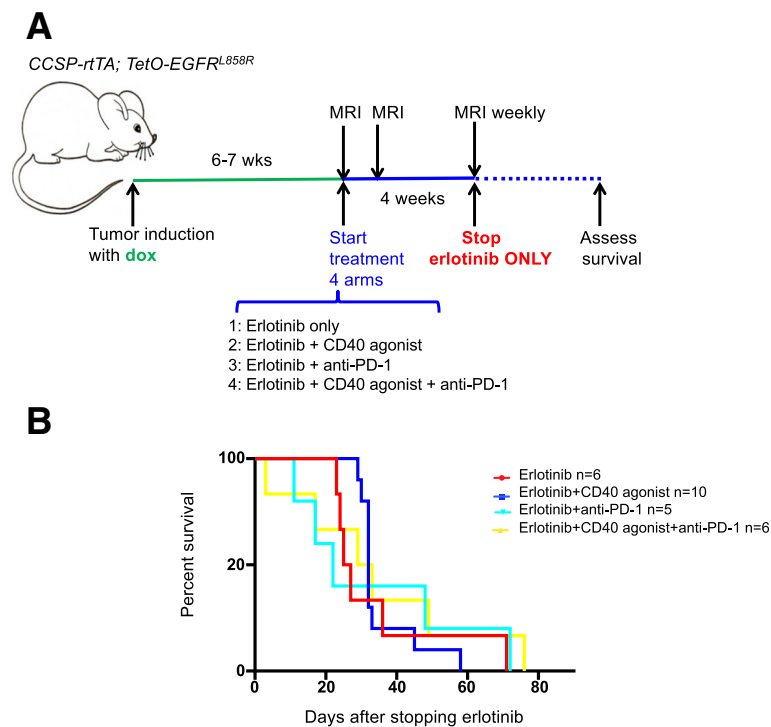 A
CCSP-rtTA; TetO-EGFRL858R
MRI MRI MRI weekly
6-7 wks
4 weeks
Tumor induction
with dox
Start
treatment
4 arms
Stop
erlotinib ONLY
Assess
survival
1: Erlotinib only
2: Erlotinib + CD40 agonist
3: Erlotinib + anti-PD-1
4: Erlotinib + CD40 agonist + anti-PD-1
B
Percent survival
100
20
0
0 20 40 60 80
Days after stopping erlotinib
Erlotinib n=6
Erlotinib+CD40 agonist n=10
Erlotinib+anti-PD-1 n=5
Erlotinib+CD40 agonist+anti-PD-1 n=6